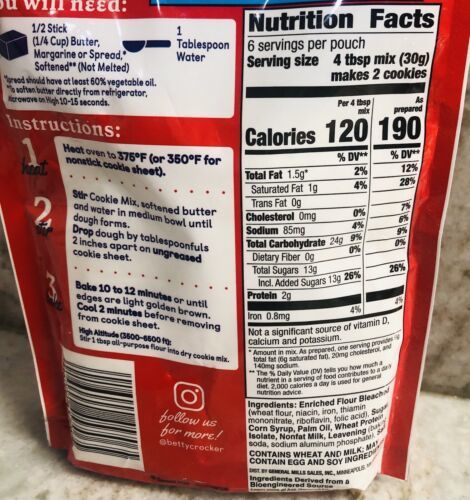 ou will need:
1/2 Stick
(1/4 Cup) Butter,
Margarine or Spread,*
Softened** (Not Melted)
1
Tablespoon
Water
*Spread should have at least 60% vegetable oil.
**To soften butter directly from refrigerator,
Microwave on High 10-15 seconds.
Instructions:
1
heat
Heat oven to 375°F (or 350°F for
nonstick cookie sheet).
2
Stir Cookie Mix, softened butter
and water in medium bowl until
dough forms.
Drop dough by tablespoonfuls
2 inches apart on ungreased
cookie sheet.
3
Bake 10 to 12 minutes or until
edges are light golden brown.
Cool 2 minutes before removing
from cookie sheet.
High Altitude (3500-6500 ft):
Stir 1 tbsp all-purpose flour into dry cookie mix.
follow us
for more!
@bettycrocker
Nutrition Facts
6 servings per pouch
Serving size 4 tbsp mix (30g)
makes 2 cookies
Per 4 tbsp
mix
As
prepared
Calories 120 190
% DV** % DV**
Total Fat 1.5g* 2% 12%
Saturated Fat 1g 4% 28%
Trans Fat 0g
Cholesterol 0mg 0% 7%
Sodium 85mg 4% 6%
Total Carbohydrate 24g 9% 9%
Dietary Fiber 0g 0% 0%
Total Sugars 13g
Incl. Added Sugars 13g 26% 26%
Protein 2g
Iron 0.8mg 4% 4%
Not a significant source of vitamin D,
calcium and potassium.
* Amount in mix. As prepared, one serving provides
total fat (6g saturated fat), 20mg cholesterol, and
140mg sodium.
** The % Daily Value (DV) tells you how much a
nutrient in a serving of food contributes to a daily
diet. 2,000 calories a day is used for general
nutrition advice.
Ingredients: Enriched Flour Bleached
(wheat flour, niacin, iron, thiamin
mononitrate, riboflavin, folic acid), Sugar,
Corn Syrup, Palm Oil, Wheat Protein
Isolate, Nonfat Milk, Leavening (baking
soda, sodium aluminum phosphate),
CONTAINS WHEAT AND MILK;
CONTAIN EGG AND SOY INGREDI
DIST. BY GENERAL MILLS SALES, INC., MINNEAPOLIS,
Ingredients Derived from a
Bioengineered Source